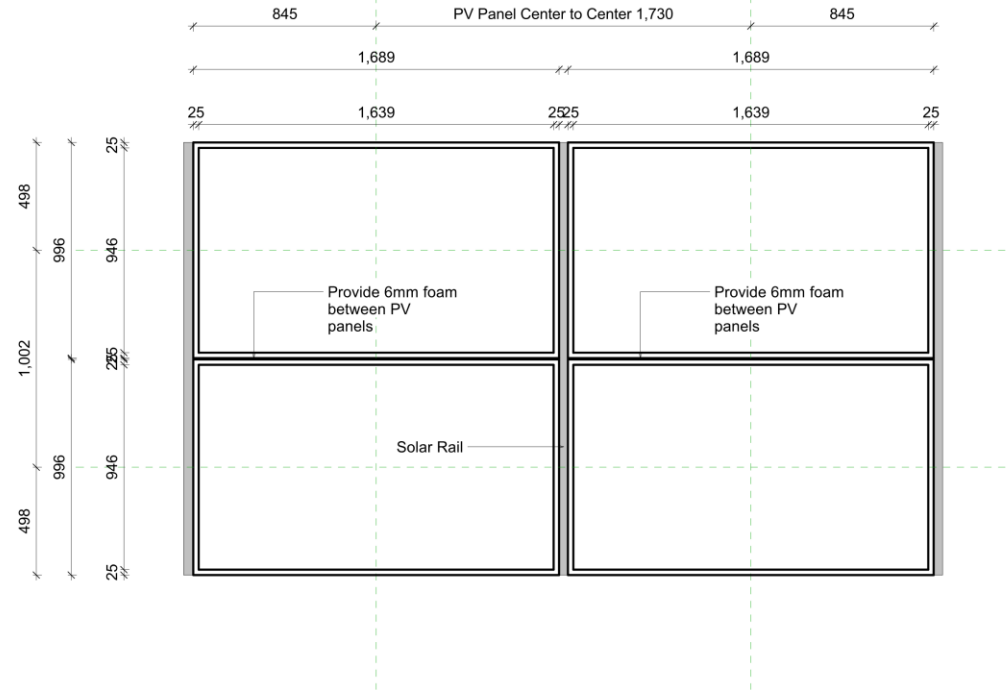 845 PV Panel Center to Center 1,730 845
1,689 1,689
25 1,639 25 25 1,639 25
25
498
996
946
Provide 6mm foam
between PV
panels
Provide 6mm foam
between PV
panels
1,002
25
25
Solar Rail
996
946
498
25